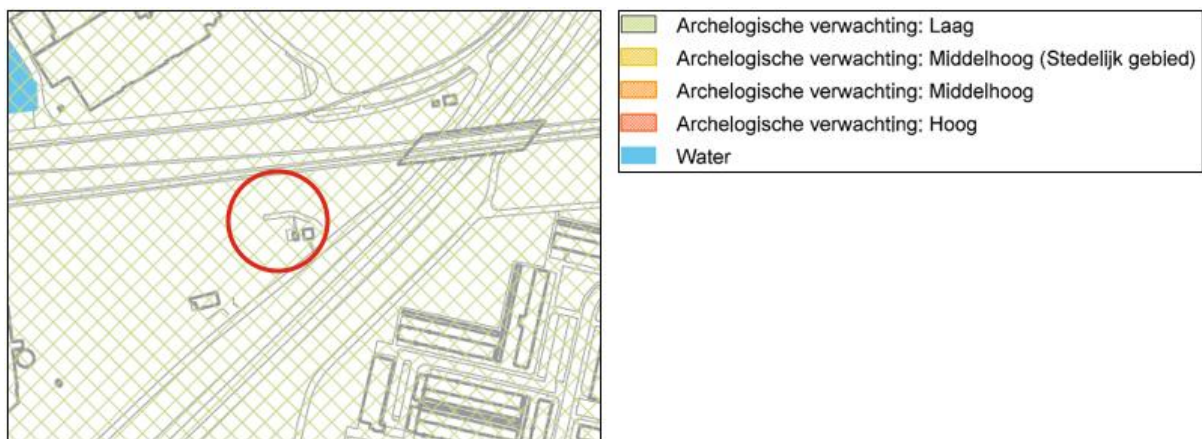 Archelogische verwachting: Laag
Archelogische verwachting: Middelhoog (Stedelijk gebied)
Archelogische verwachting: Middelhoog
Archelogische verwachting: Hoog
Water